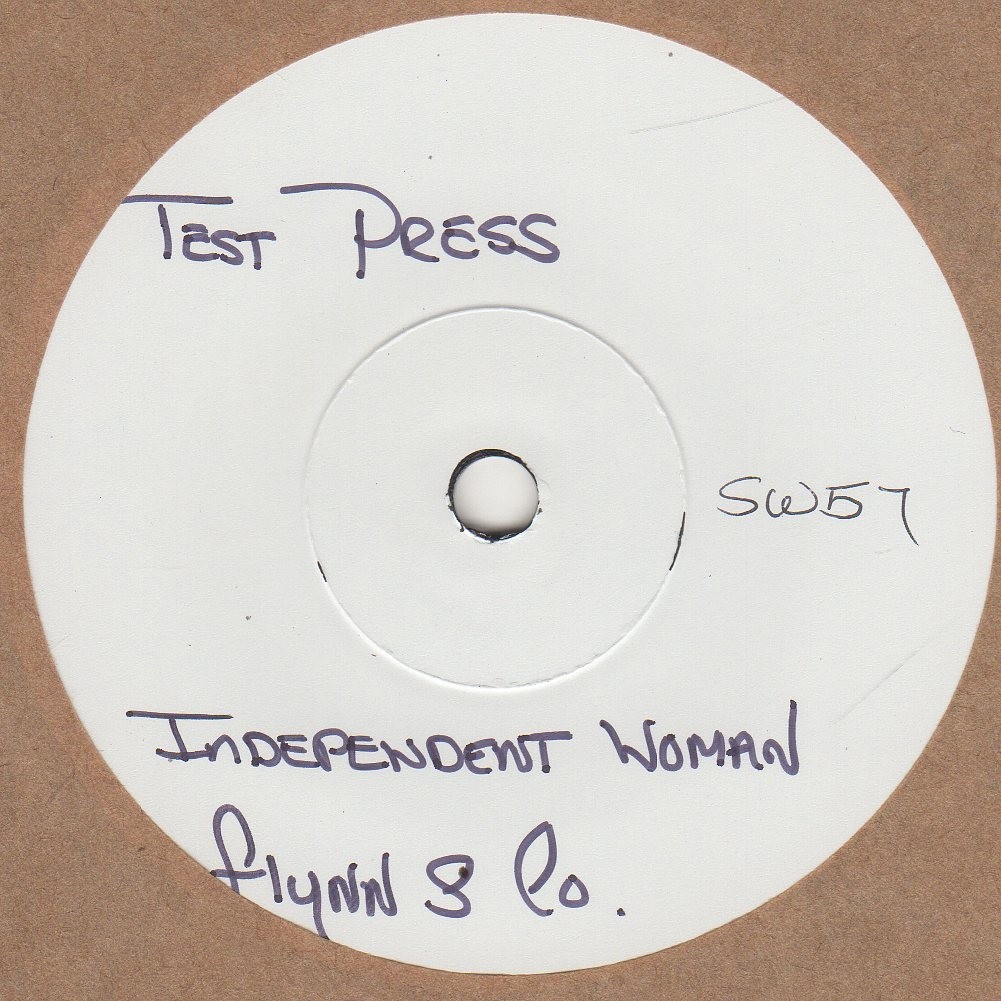 TEST PRESS
SW57
INDEPENDENT WOMAN
Flynn & Co.